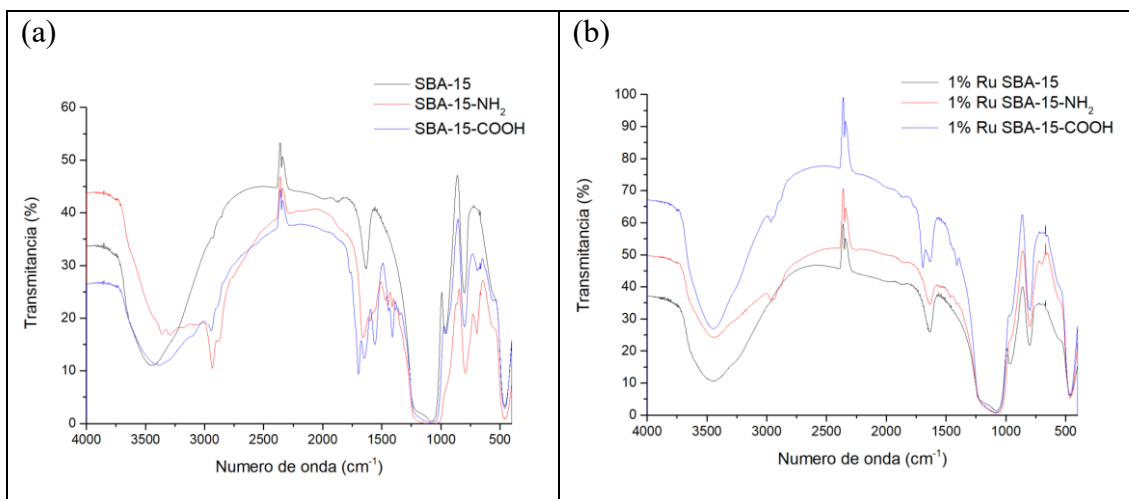 (a)
SBA-15
SBA-15-NH₂
SBA-15-COOH
60
50
40
30
20
10
0
Transmitancia (%)
4000 3500 3000 2500 2000 1500 1000 500
Numero de onda (cm⁻¹)
(b)
1% Ru SBA-15
1% Ru SBA-15-NH₂
1% Ru SBA-15-COOH
100
90
80
70
60
50
40
30
20
10
0
Transmitancia (%)
4000 3500 3000 2500 2000 1500 1000 500
Numero de onda (cm⁻¹)